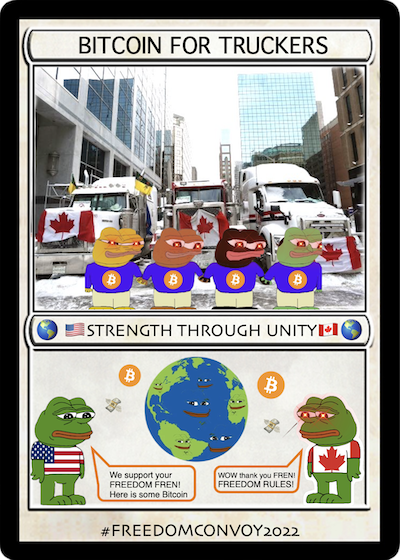 BITCOIN FOR TRUCKERS
STRENGTH THROUGH UNITY
We support your
FREEDOM FREN!
Here is some Bitcoin
WOW thank you FREN!
FREEDOM RULES!
#FREEDOMCONVOY2022